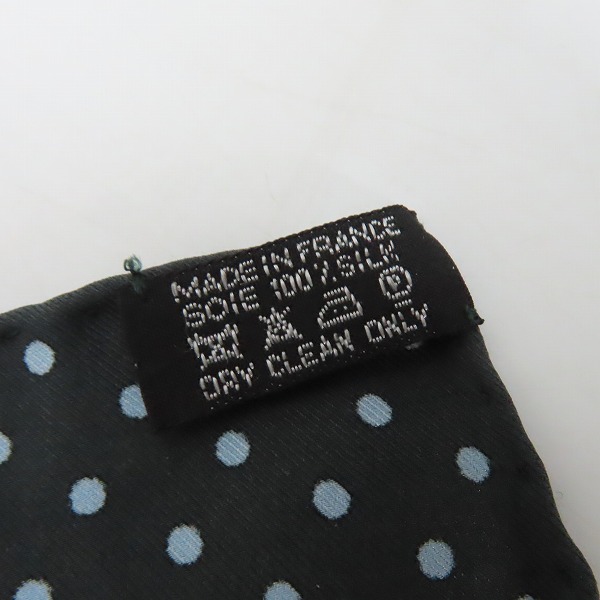 MADE IN FRANCE
SOIE 100% SILK
P
DRY CLEAN ONLY